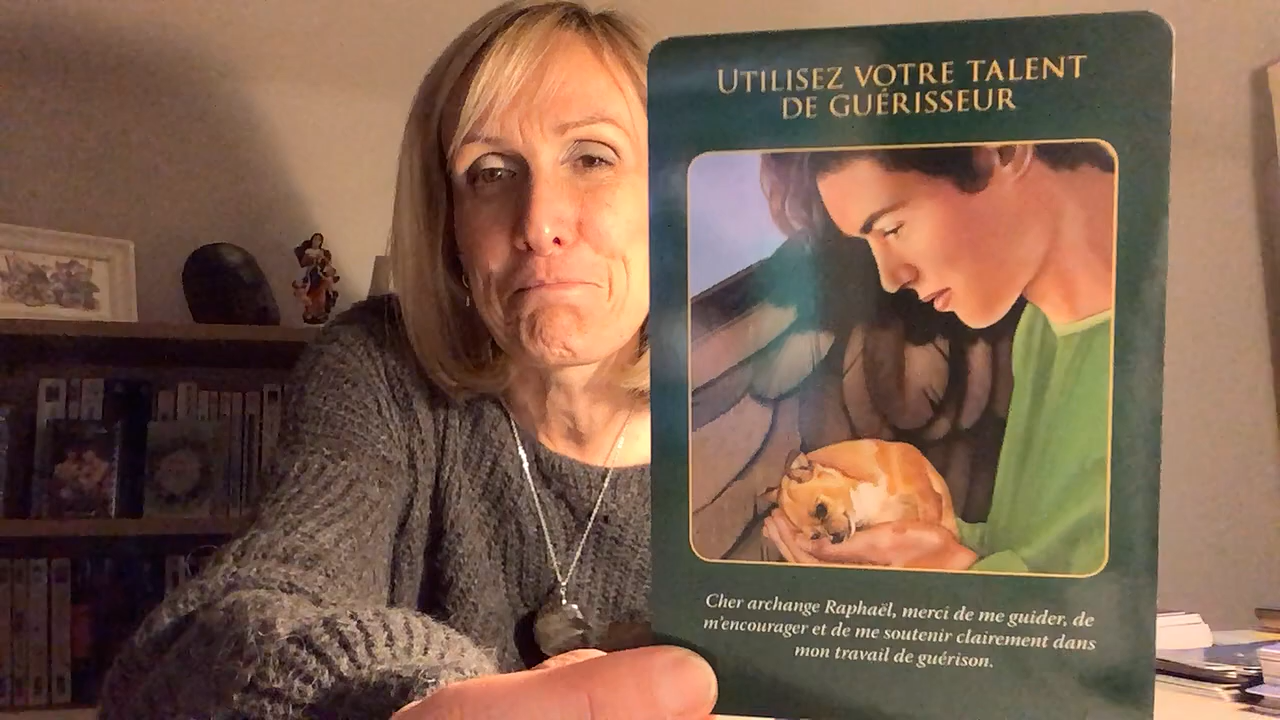 UTILISEZ VOTRE TALENT
DE GUÉRISSEUR
Cher archange Raphaël, merci de me guider, de
m'encourager et de me soutenir clairement dans
mon travail de guérison.